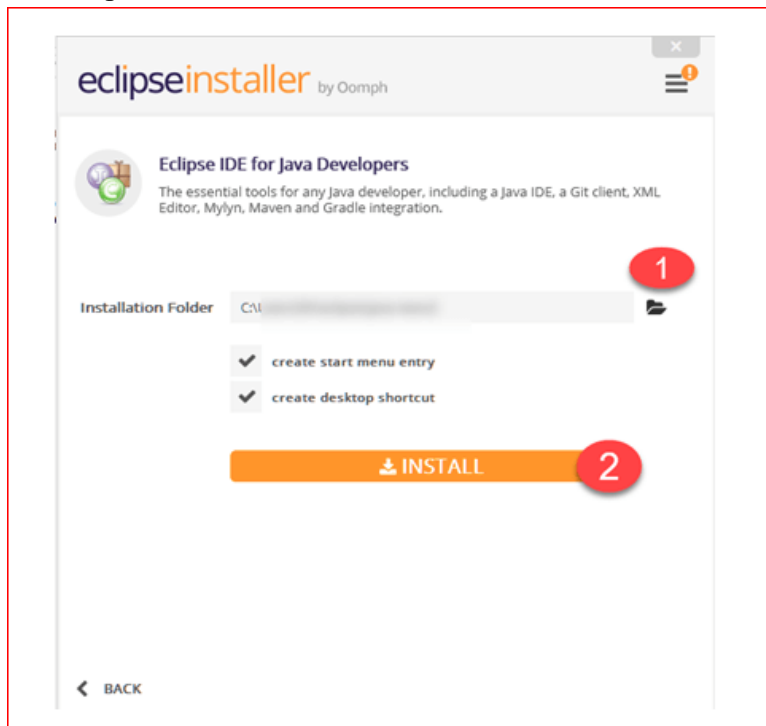 eclipseinstaller by Oomph
Eclipse IDE for Java Developers
The essential tools for any Java developer, including a Java IDE, a Git client, XML
Editor, Mylyn, Maven and Gradle integration.
1
Installation Folder C:\
create start menu entry
create desktop shortcut
INSTALL 2
BACK